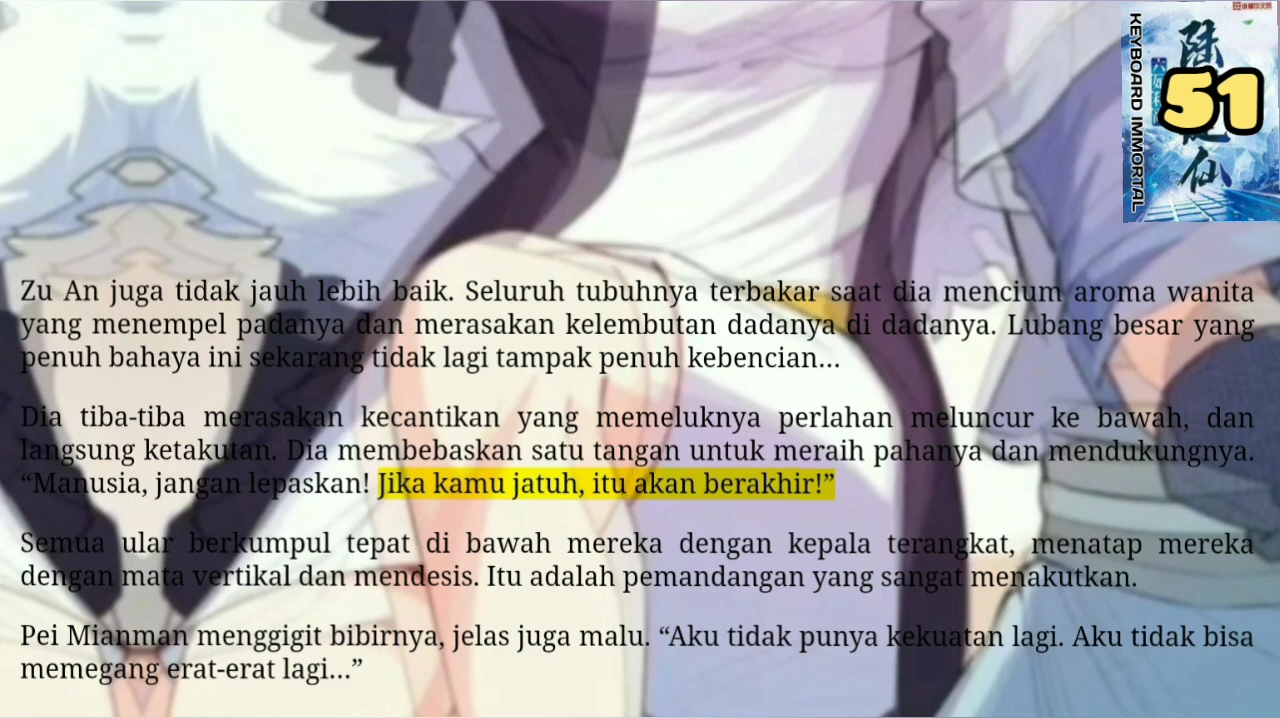 KEYBOARD IMMORTAL
51
Zu An juga tidak jauh lebih baik. Seluruh tubuhnya terbakar saat dia mencium aroma wanita
yang menempel padanya dan merasakan kelembutan dadanya di dadanya. Lubang besar yang
penuh bahaya ini sekarang tidak lagi tampak penuh kebencian...
Dia tiba-tiba merasakan kecantikan yang memeluknya perlahan meluncur ke bawah, dan
langsung ketakutan. Dia membebaskan satu tangan untuk meraih pahanya dan mendukungnya.
“Manusia, jangan lepaskan! Jika kamu jatuh, itu akan berakhir!”
Semua ular berkumpul tepat di bawah mereka dengan kepala terangkat, menatap mereka
dengan mata vertikal dan mendesis. Itu adalah pemandangan yang sangat menakutkan.
Pei Mianman menggigit bibirnya, jelas juga malu. “Aku tidak punya kekuatan lagi. Aku tidak bisa
memegang erat-erat lagi...”